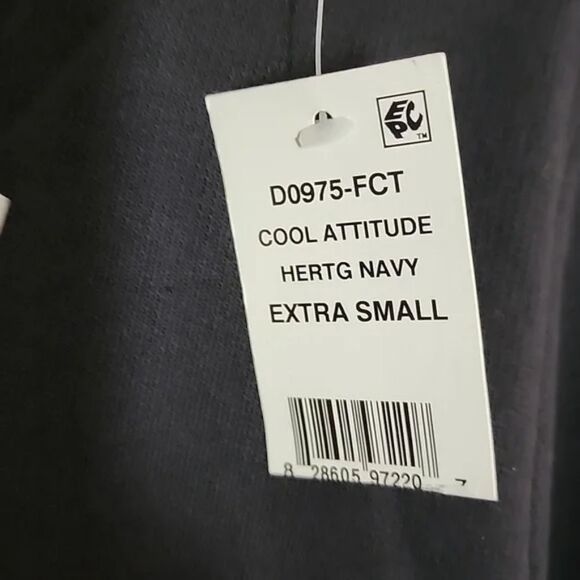 EPC
TM
D0975-FCT
COOL ATTITUDE
HERTG NAVY
EXTRA SMALL
8 28605 97220 7